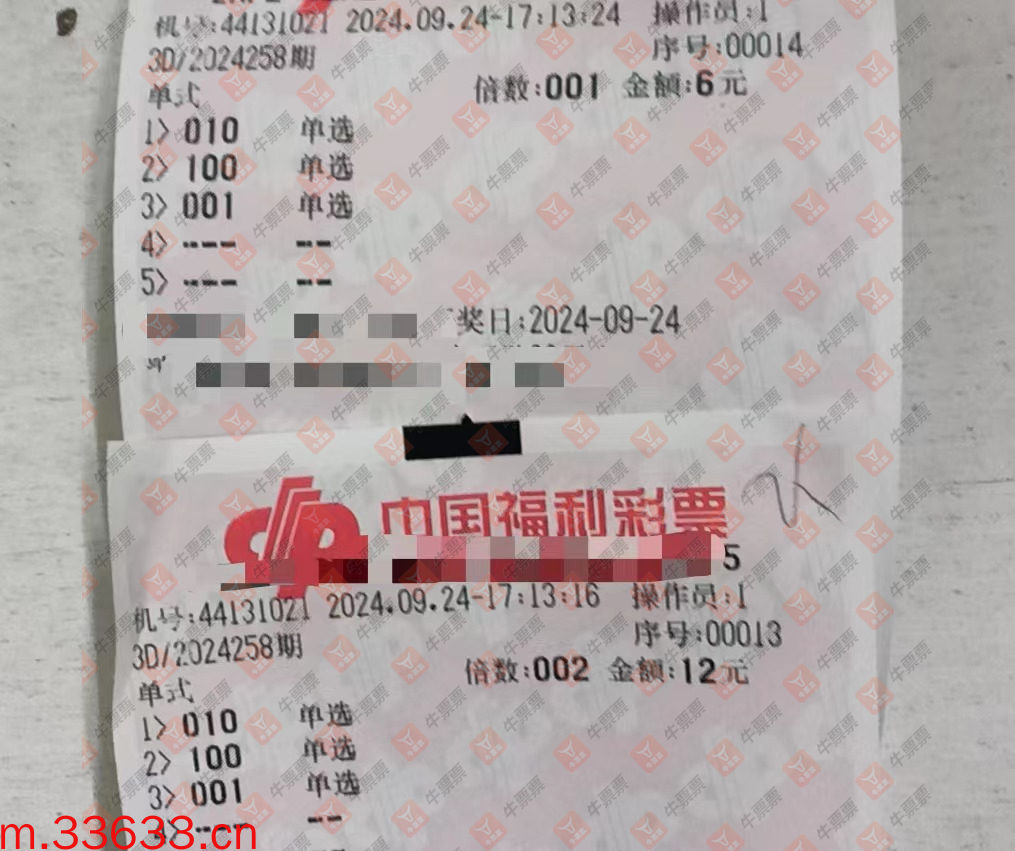 机号:44131021 2024.09.24-17:13:24 操作员:1
序号:00014
3D/2024258期
单式 倍数:001 金额:6元
1> 010 单选
2> 100 单选
3> 001 单选
4> --- --
5> --- --
奖日:2024-09-24
中国福利彩票
5
机号:44131021 2024.09.24-17:13:16 操作员:1
序号:00013
3D/2024258期
倍数:002 金额:12元
单式
1> 010 单选
2> 100 单选
3> 001 单选
4> --- --
m.33638.cn
牛票票